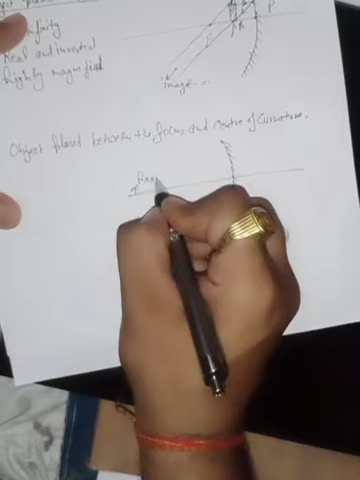 infinity
Real and inverted
highly magnified
image - ∞
P
Object placed between the focus and centre of curvature.